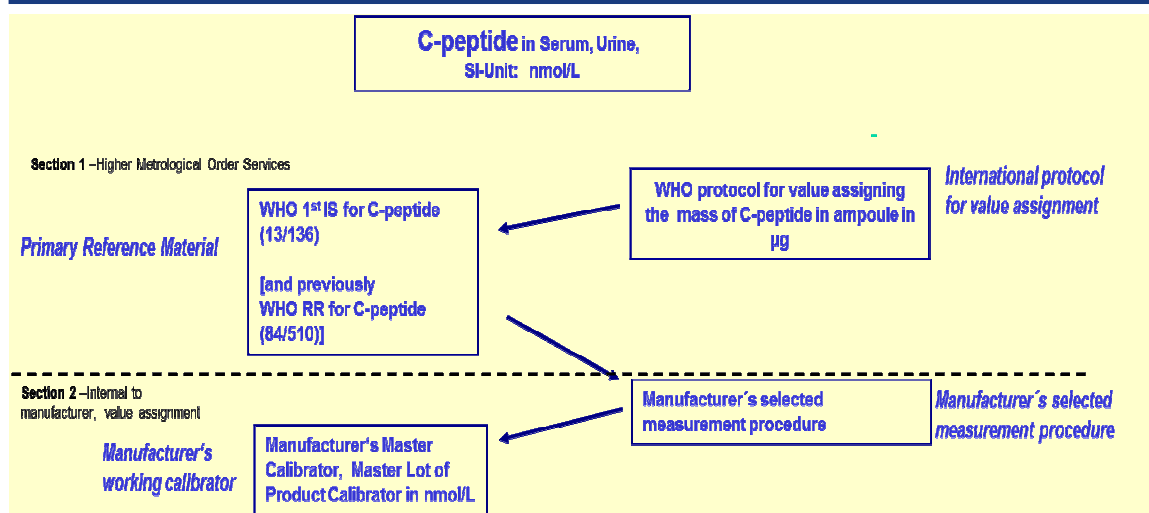 C-peptide in Serum, Urine,
SI-Unit: nmol/L
Section 1 –Higher Metrological Order Services
WHO protocol for value assigning
the mass of C-peptide in ampoule in
µg
International protocol
for value assignment
Primary Reference Material
WHO 1st IS for C-peptide
(13/136)
[and previously
WHO RR for C-peptide
(84/510)]
Section 2 –Internal to
manufacturer, value assignment
Manufacturer´s selected
measurement procedure
Manufacturer´s selected
measurement procedure
Manufacturer‘s
working calibrator
Manufacturer‘s Master
Calibrator, Master Lot of
Product Calibrator in nmol/L